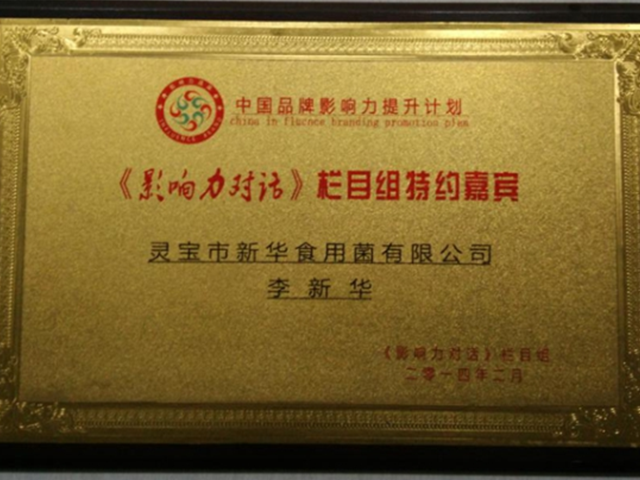 中国品牌影响力提升计划
china in fluence branding promotion plan
《影响力对话》栏目组特约嘉宾
灵宝市新华食用菌有限公司
李新华
《影响力对话》栏目组
二零一四年二月